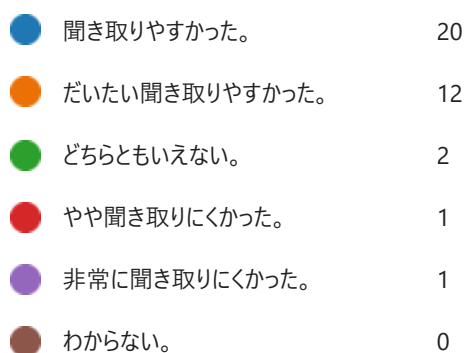 聞き取りやすかった。 20
だいたい聞き取りやすかった。 12
どちらともいえない。 2
やや聞き取りにくかった。 1
非常に聞き取りにくかった。 1
わからない。 0